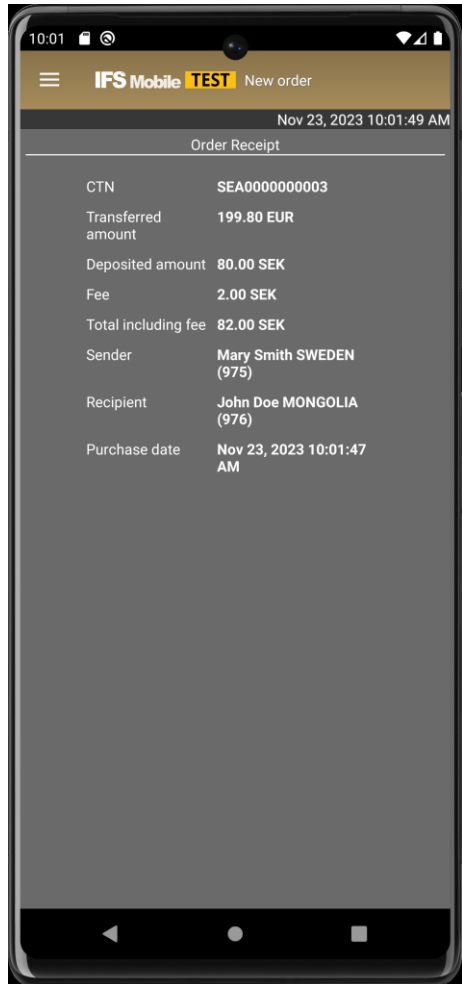 10:01
IFS Mobile TEST New order
Nov 23, 2023 10:01:49 AM
Order Receipt
CTN SEA0000000003
Transferred amount 199.80 EUR
Deposited amount 80.00 SEK
Fee 2.00 SEK
Total including fee 82.00 SEK
Sender Mary Smith SWEDEN
(975)
Recipient John Doe MONGOLIA
(976)
Purchase date Nov 23, 2023 10:01:47
AM